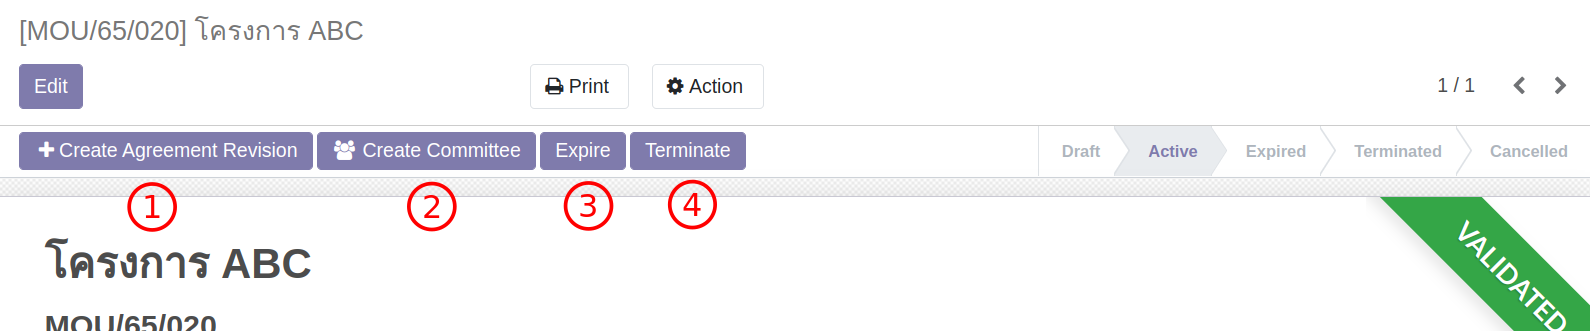 [MOU/65/020] โครงการ ABC
Edit
Print
Action
1 / 1
Create Agreement Revision
Create Committee
Expire
Terminate
Draft
Active
Expired
Terminated
Cancelled
1
2
3
4
VALIDATED
โครงการ ABC
MOU/65/020